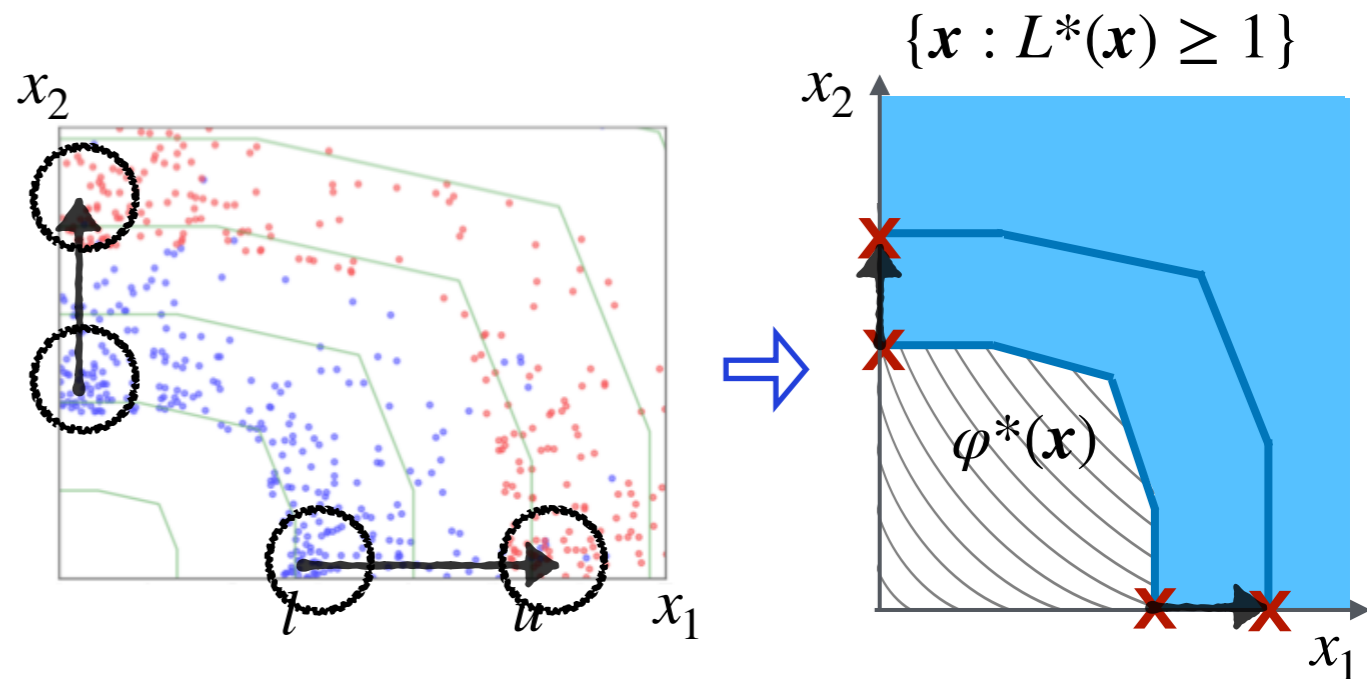 x₂
l
u
x₁
{x : L*(x) ≥ 1}
x₂
X
X
φ*(x)
X X
x₁